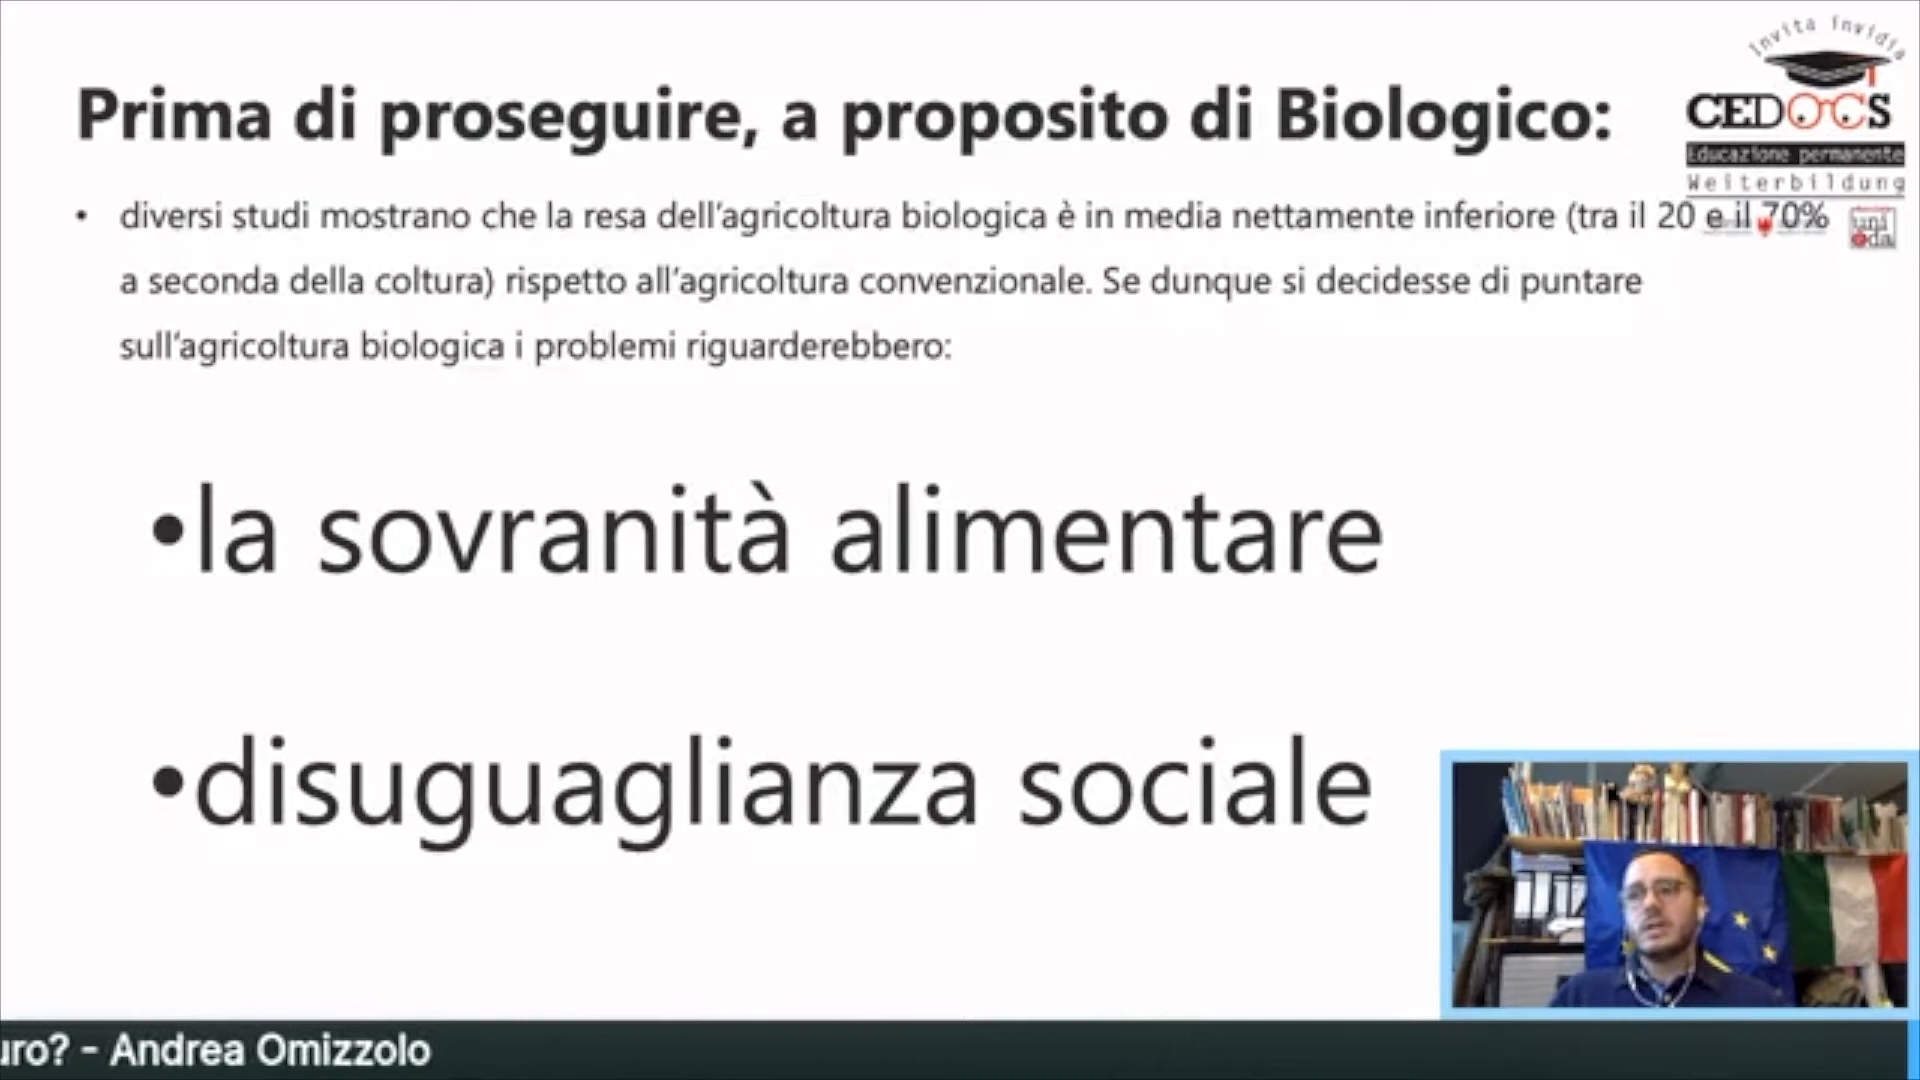 Invita Invidia
CEDOCS
Educazione permanente
Weiterbildung
Prima di proseguire, a proposito di Biologico:
• diversi studi mostrano che la resa dell'agricoltura biologica è in media nettamente inferiore (tra il 20 e il 70%
a seconda della coltura) rispetto all'agricoltura convenzionale. Se dunque si decidesse di puntare
sull'agricoltura biologica i problemi riguarderebbero:
uni
eda
•la sovranità alimentare
•disuguaglianza sociale
uro? - Andrea Omizzolo